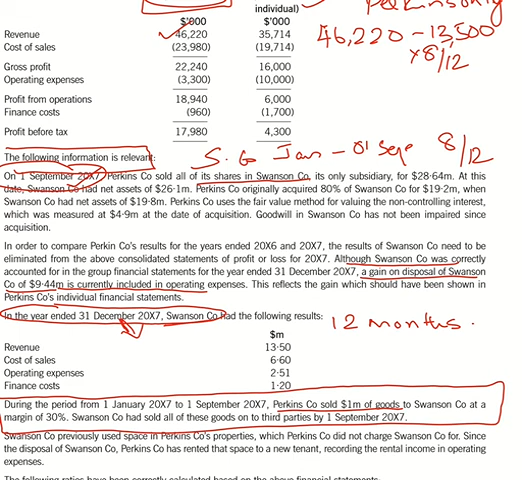 individual)
Perkins only
$'000 $'000
Revenue 46,220 35,714
46,220 - 13,500
Cost of sales (23,980) (19,714)
x 8/12
Gross profit 22,240 16,000
Operating expenses (3,300) (10,000)
Profit from operations 18,940 6,000
Finance costs (960) (1,700)
Profit before tax 17,980 4,300
The following information is relevant:
S. G Jan - 01 Sep 8/12
On 1 September 20X7, Perkins Co sold all of its shares in Swanson Co, its only subsidiary, for $28·64m. At this
date, Swanson Co had net assets of $26·1m. Perkins Co originally acquired 80% of Swanson Co for $19·2m, when
Swanson Co had net assets of $19·8m. Perkins Co uses the fair value method for valuing the non-controlling interest,
which was measured at $4·9m at the date of acquisition. Goodwill in Swanson Co has not been impaired since
acquisition.
In order to compare Perkin Co's results for the years ended 20X6 and 20X7, the results of Swanson Co need to be
eliminated from the above consolidated statements of profit or loss for 20X7. Although Swanson Co was correctly
accounted for in the group financial statements for the year ended 31 December 20X7, a gain on disposal of Swanson
Co of $9·44m is currently included in operating expenses. This reflects the gain which should have been shown in
Perkins Co's individual financial statements.
In the year ended 31 December 20X7, Swanson Co had the following results:
12 months.
$m
Revenue 13·50
Cost of sales 6·60
Operating expenses 2·51
Finance costs 1·20
During the period from 1 January 20X7 to 1 September 20X7, Perkins Co sold $1m of goods to Swanson Co at a
margin of 30%. Swanson Co had sold all of these goods on to third parties by 1 September 20X7.
Swanson Co previously used space in Perkins Co's properties, which Perkins Co did not charge Swanson Co for. Since
the disposal of Swanson Co, Perkins Co has rented that space to a new tenant, recording the rental income in operating
expenses.
The following ratios have been correctly calculated based on the above financial statements: